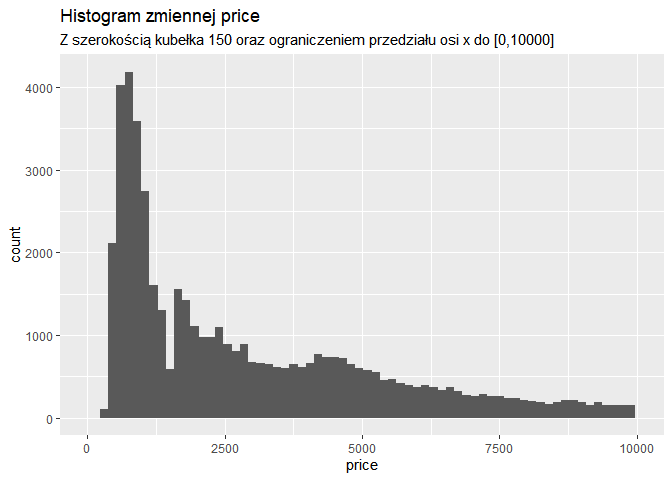 Histogram zmiennej price
Z szerokością kubełka 150 oraz ograniczeniem przedziału osi x do [0,10000]
4000
3000
2000
1000
0
count
0 2500 5000 7500 10000
price